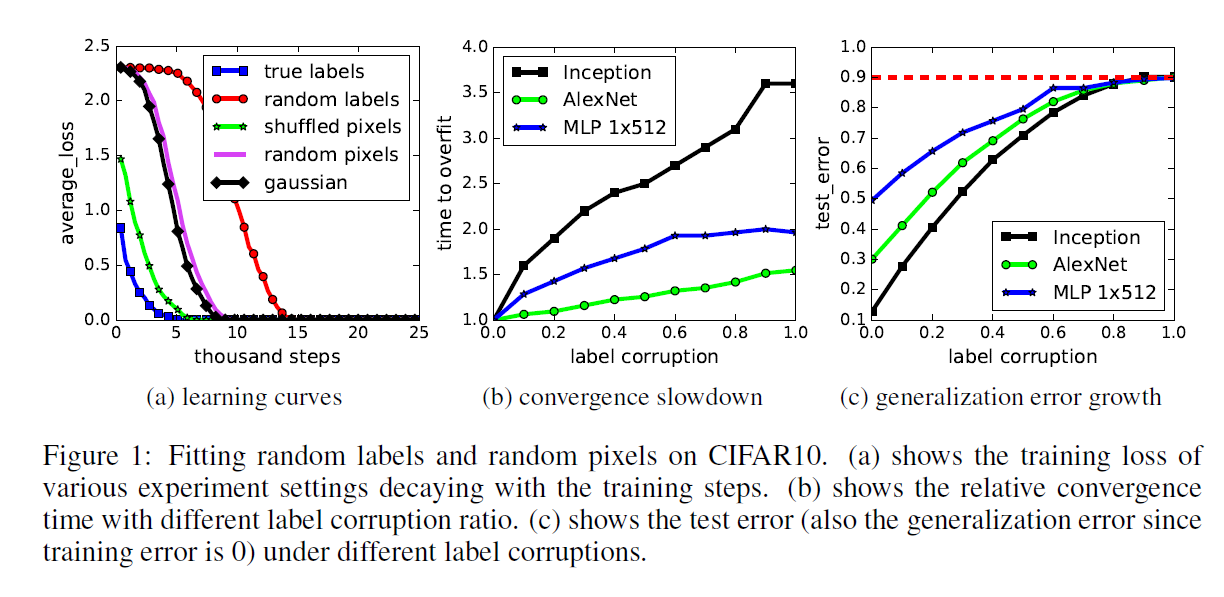 2.5
2.0
1.5
1.0
0.5
0.0
0 5 10 15 20 25
average_loss
thousand steps
true labels
random labels
shuffled pixels
random pixels
gaussian
(a) learning curves
4.0
3.5
3.0
2.5
2.0
1.5
1.0
0.0 0.2 0.4 0.6 0.8 1.0
time to overfit
label corruption
Inception
AlexNet
MLP 1x512
(b) convergence slowdown
1.0
0.9
0.8
0.7
0.6
0.5
0.4
0.3
0.2
0.1
0.0 0.2 0.4 0.6 0.8 1.0
test_error
label corruption
Inception
AlexNet
MLP 1x512
(c) generalization error growth
Figure 1: Fitting random labels and random pixels on CIFAR10. (a) shows the training loss of
various experiment settings decaying with the training steps. (b) shows the relative convergence
time with different label corruption ratio. (c) shows the test error (also the generalization error since
training error is 0) under different label corruptions.